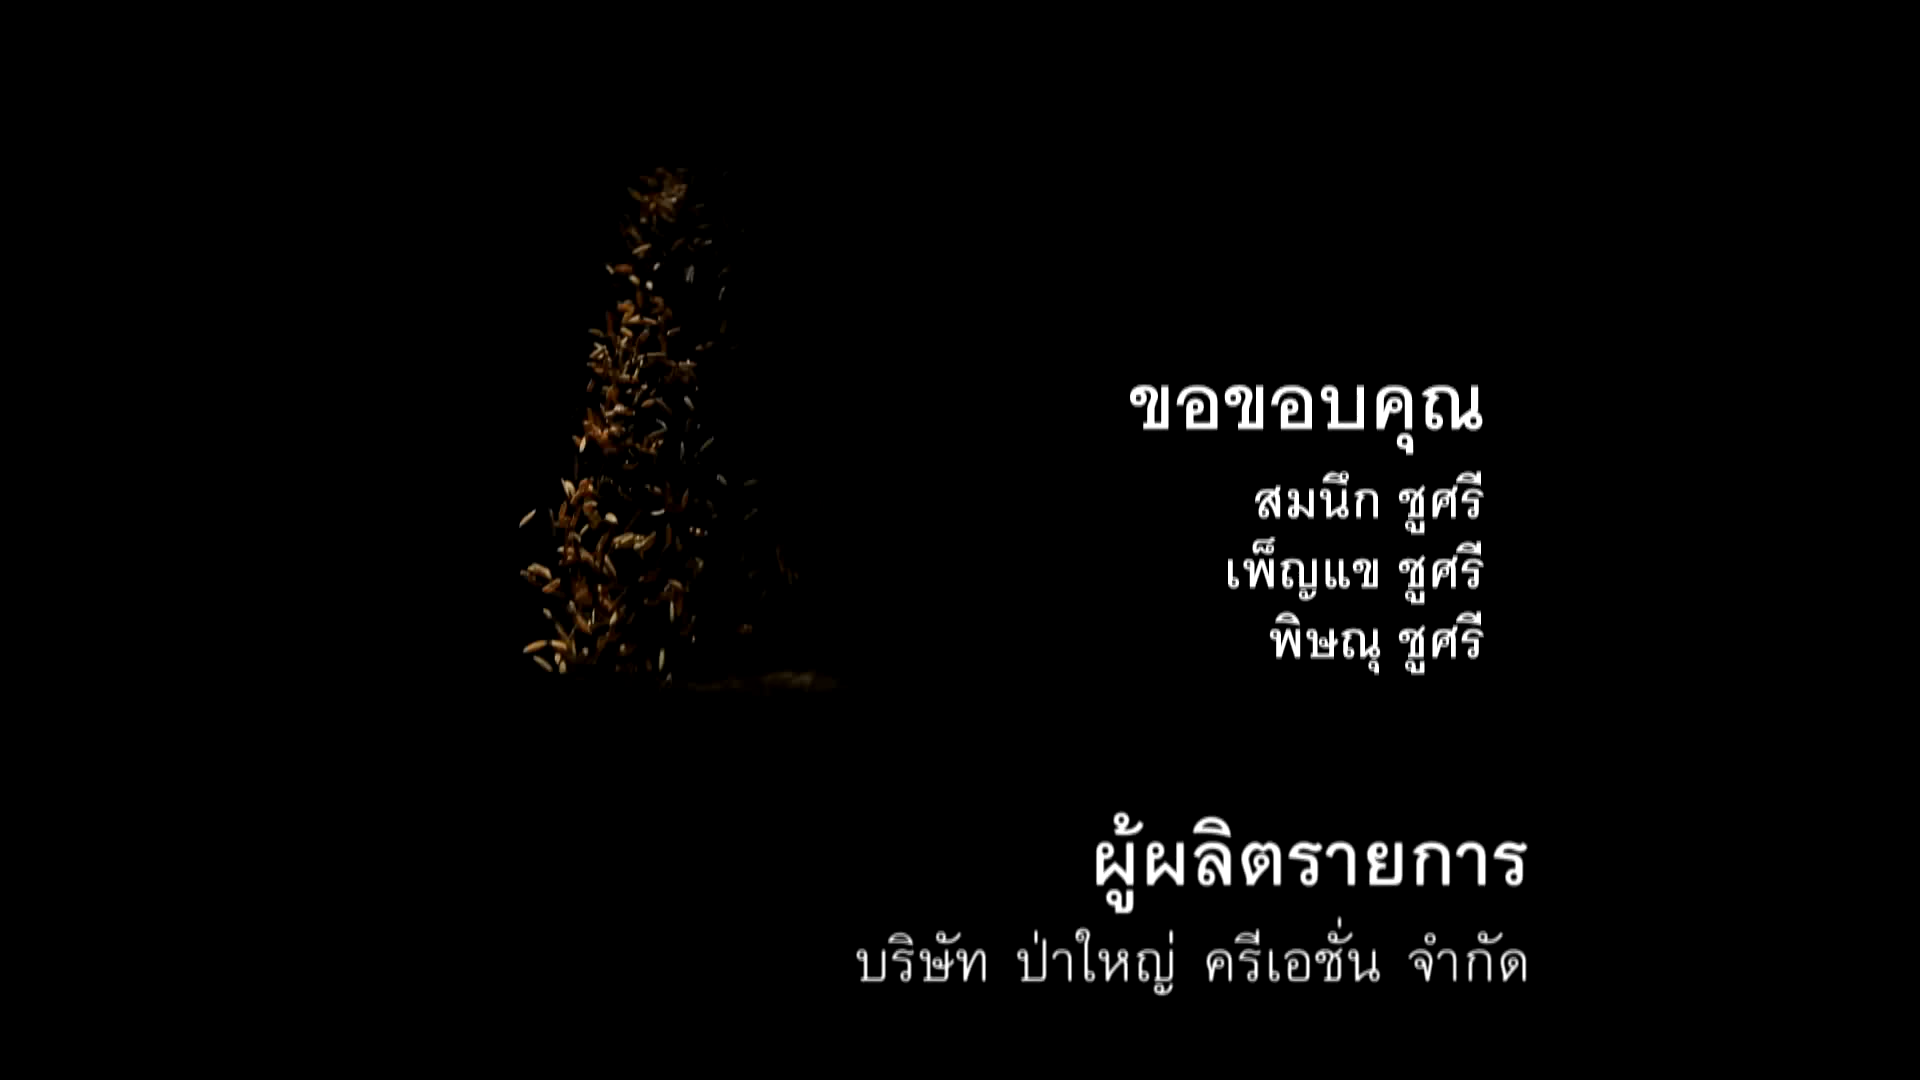 ขอขอบคุณ
สมนึก ชูศรี
เพ็ญแข ชูศรี
พิษณุ ชูศรี
ผู้ผลิตรายการ
บริษัท ป่าใหญ่ ครีเอชั่น จำกัด